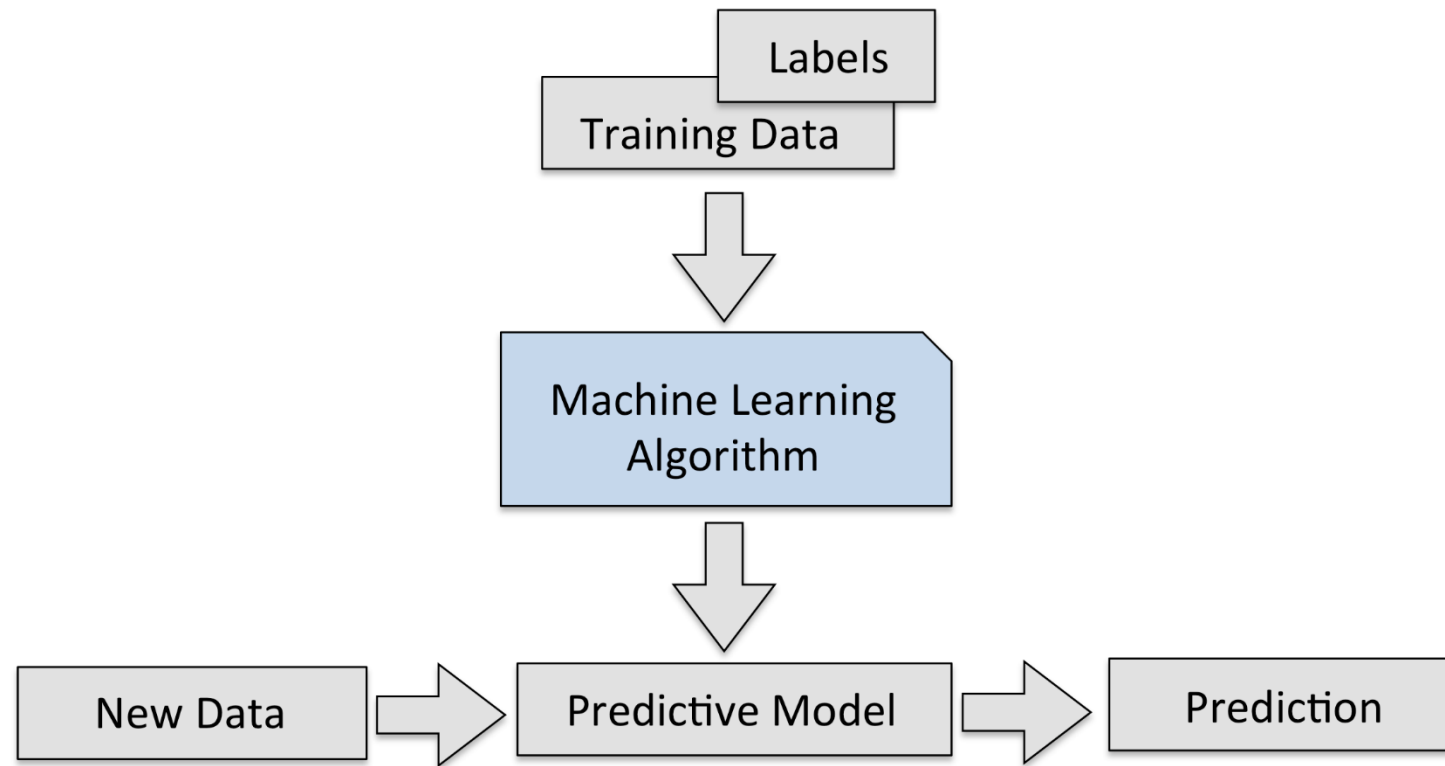 Labels
Training Data
Machine Learning
Algorithm
New Data
Predictive Model
Prediction